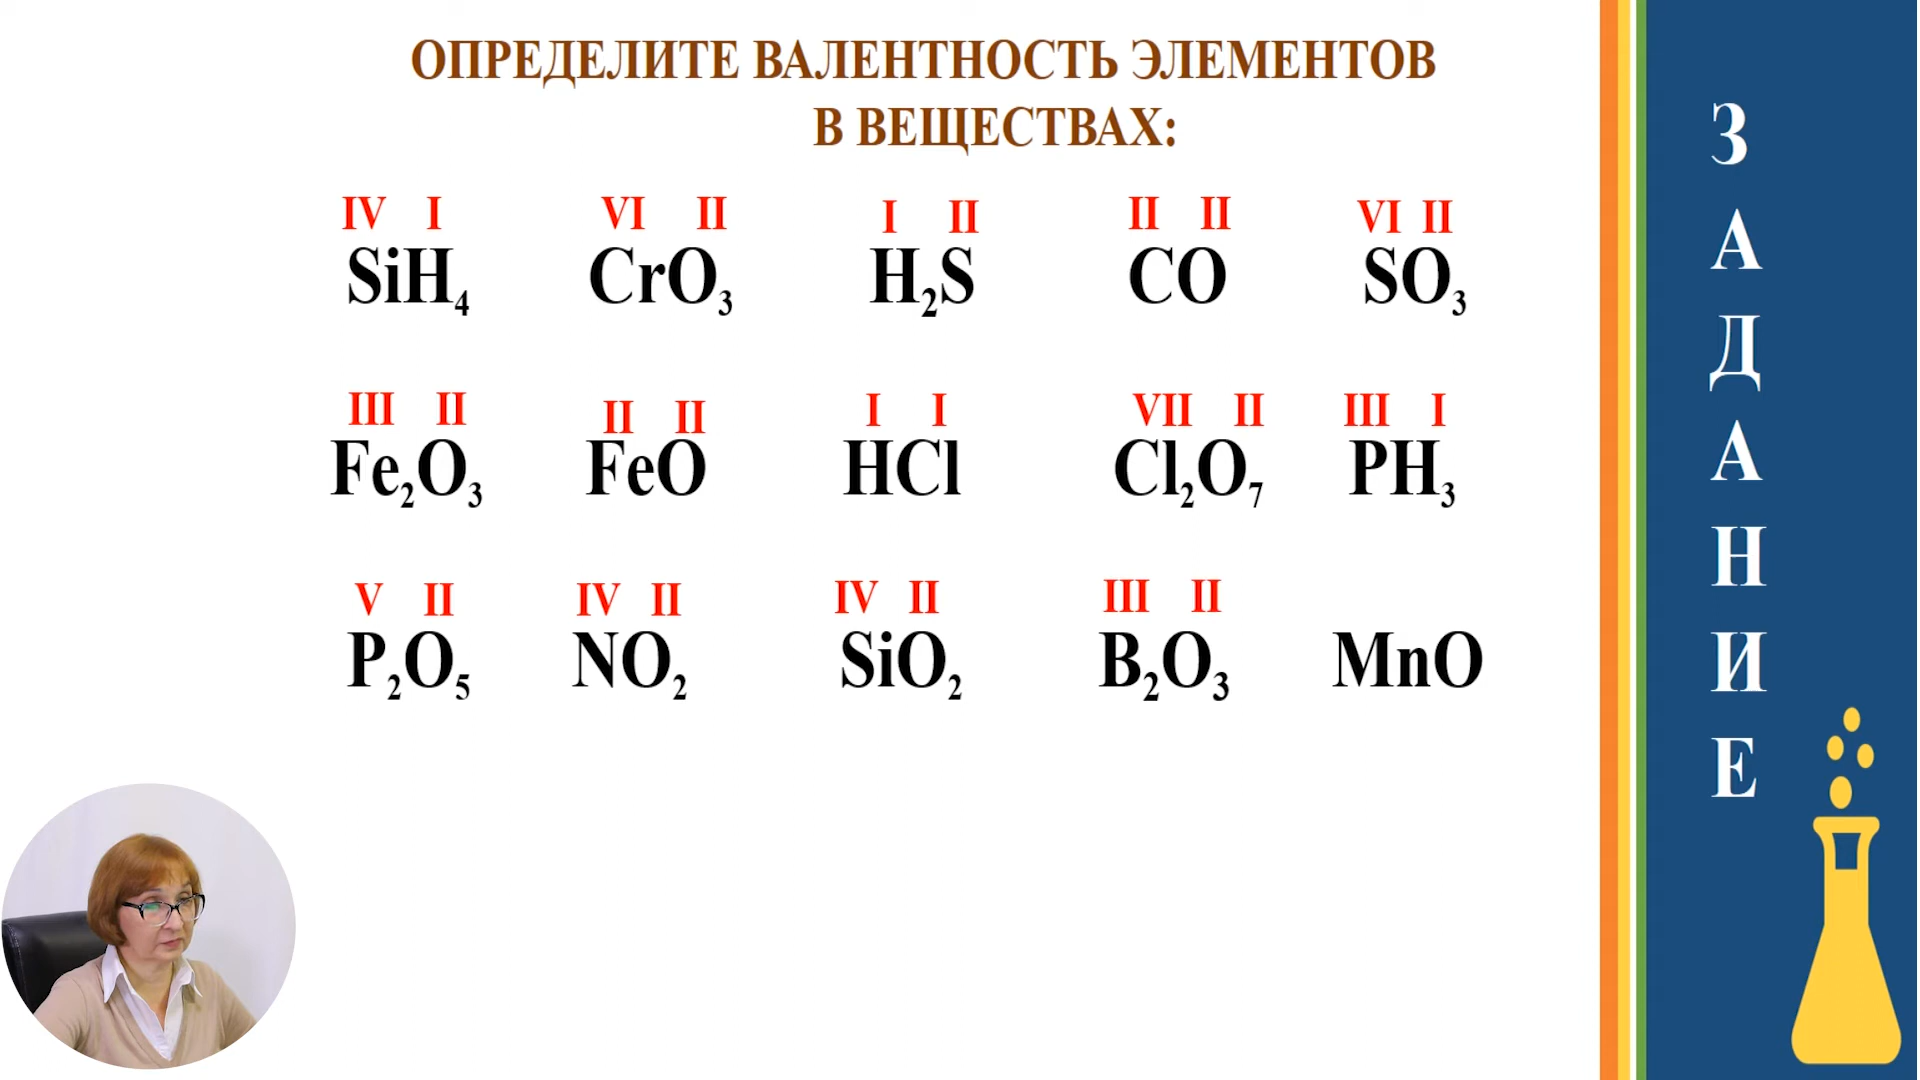 ОПРЕДЕЛИТЕ ВАЛЕНТНОСТЬ ЭЛЕМЕНТОВ
В ВЕЩЕСТВАХ:
IV I VI II I II II II VI II
SiH₄ CrO₃ H₂S CO SO₃
III II II II I I VII II III I
Fe₂O₃ FeO HCl Cl₂O₇ PH₃
V II IV II IV II III II
P₂O₅ NO₂ SiO₂ B₂O₃ MnO
З
А
Д
А
Н
И
Е